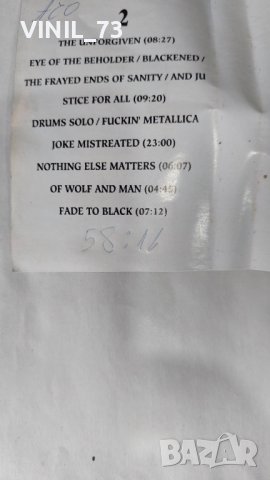 VINIL_73
2
THE UNFORGIVEN (08:27)
EYE OF THE BEHOLDER / BLACKENED /
THE FRAYED ENDS OF SANITY / AND JU
STICE FOR ALL (09:20)
DRUMS SOLO / FUCKIN' METALLICA
JOKE MISTREATED (23:00)
NOTHING ELSE MATTERS (06:07)
OF WOLF AND MAN (04:45)
FADE TO BLACK (07:12)
58:16
BAZAR